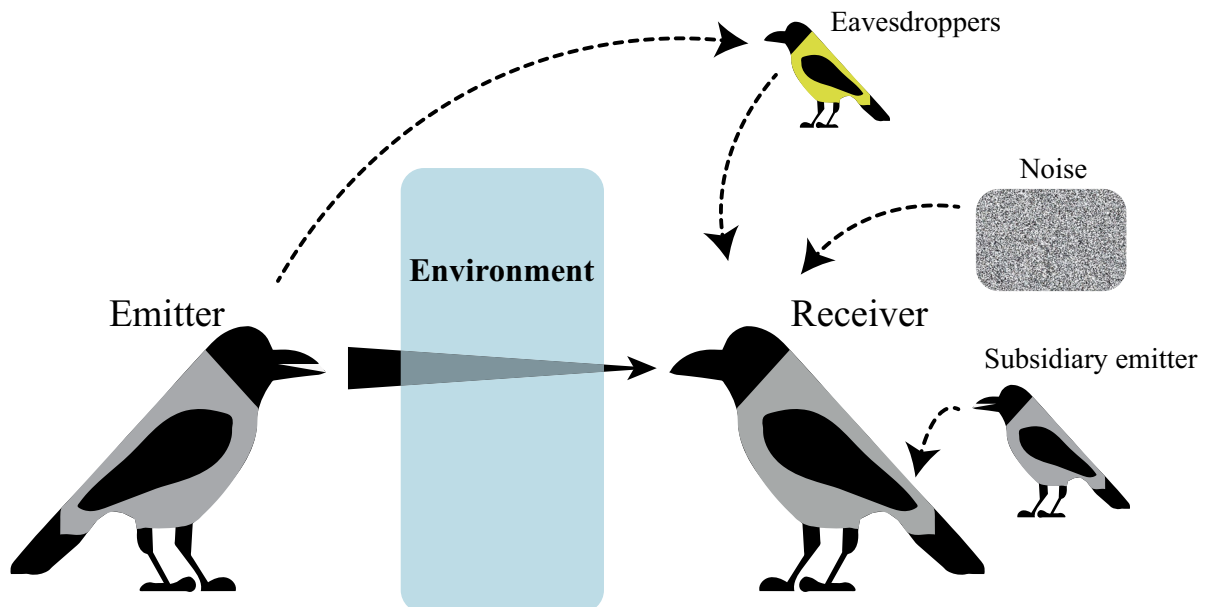 Eavesdroppers
Noise
Environment
Emitter
Receiver
Subsidiary emitter